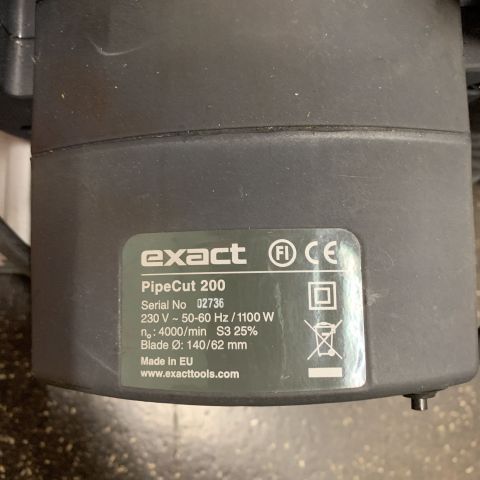 exact FI CE
PipeCut 200
Serial No 02736
230 V ~ 50-60 Hz / 1100 W
no : 4000/min S3 25%
Blade Ø: 140/62 mm
Made in EU
www.exacttools.com